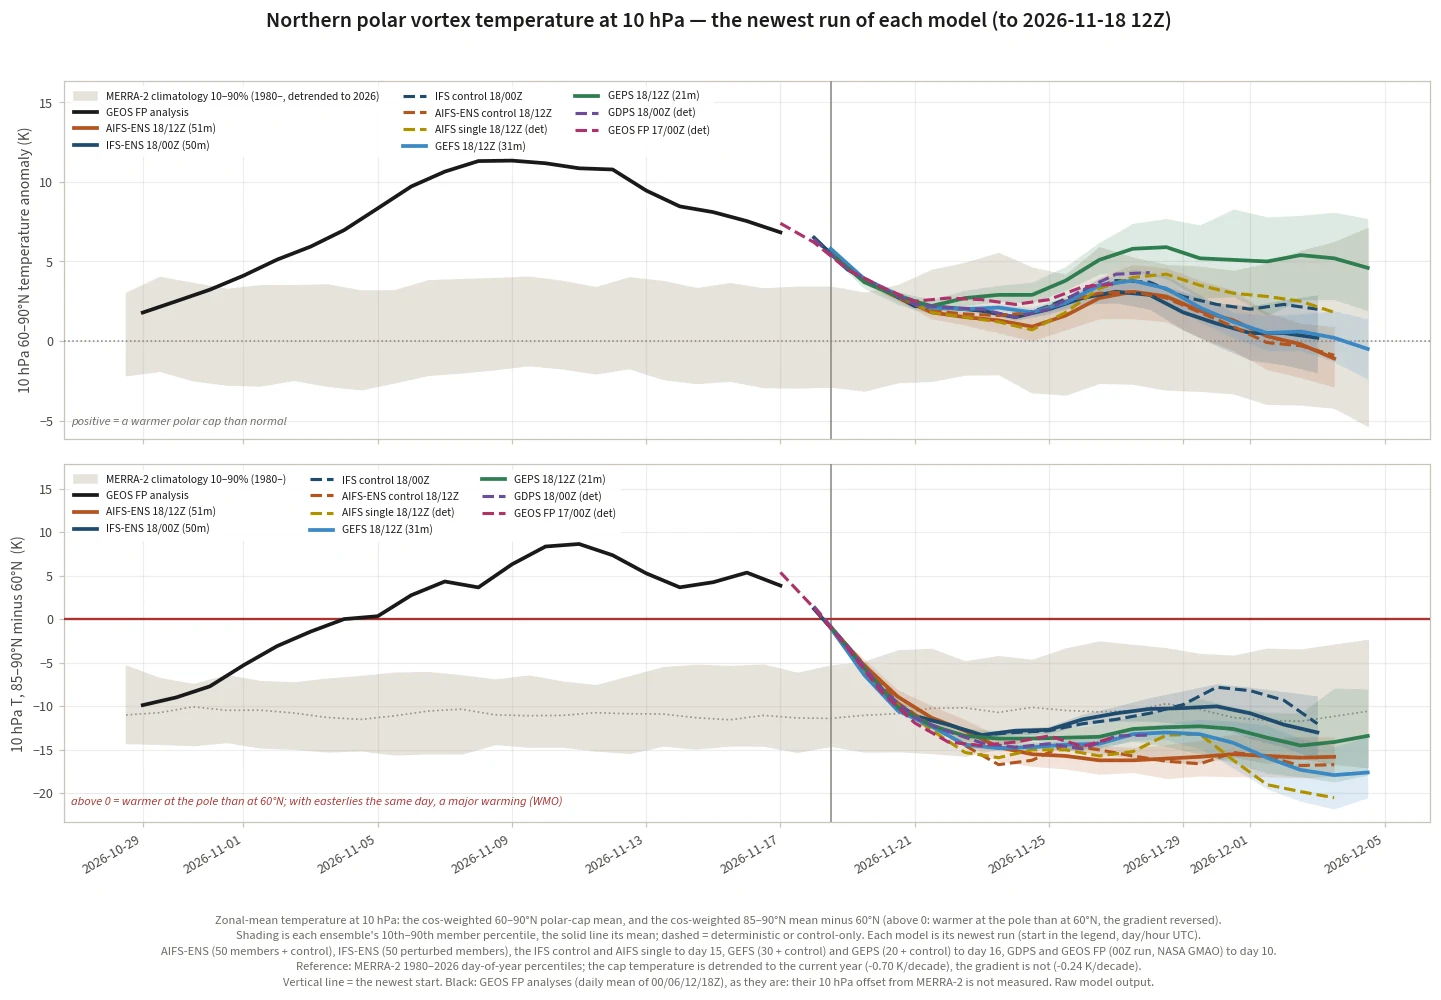 Northern polar vortex temperature at 10 hPa — the newest run of each model (to 2026-11-18 12Z)
10 hPa 60–90°N temperature anomaly (K)
15
10
5
0
−5
MERRA-2 climatology 10–90% (1980–, detrended to 2026)
GEOS FP analysis
AIFS-ENS 18/12Z (51m)
IFS-ENS 18/00Z (50m)
IFS control 18/00Z
AIFS-ENS control 18/12Z
AIFS single 18/12Z (det)
GEFS 18/12Z (31m)
GEPS 18/12Z (21m)
GDPS 18/00Z (det)
GEOS FP 17/00Z (det)
positive = a warmer polar cap than normal
10 hPa T, 85–90°N minus 60°N (K)
15
10
5
0
−5
−10
−15
−20
MERRA-2 climatology 10–90% (1980–)
GEOS FP analysis
AIFS-ENS 18/12Z (51m)
IFS-ENS 18/00Z (50m)
IFS control 18/00Z
AIFS-ENS control 18/12Z
AIFS single 18/12Z (det)
GEFS 18/12Z (31m)
GEPS 18/12Z (21m)
GDPS 18/00Z (det)
GEOS FP 17/00Z (det)
above 0 = warmer at the pole than at 60°N; with easterlies the same day, a major warming (WMO)
2026-10-29
2026-11-01
2026-11-05
2026-11-09
2026-11-13
2026-11-17
2026-11-21
2026-11-25
2026-11-29
2026-12-01
2026-12-05
Zonal-mean temperature at 10 hPa: the cos-weighted 60–90°N polar-cap mean, and the cos-weighted 85–90°N mean minus 60°N (above 0: warmer at the pole than at 60°N, the gradient reversed).
Shading is each ensemble's 10th–90th member percentile, the solid line its mean; dashed = deterministic or control-only. Each model is its newest run (start in the legend, day/hour UTC).
AIFS-ENS (50 members + control), IFS-ENS (50 perturbed members), the IFS control and AIFS single to day 15, GEFS (30 + control) and GEPS (20 + control) to day 16, GDPS and GEOS FP (00Z run, NASA GMAO) to day 10.
Reference: MERRA-2 1980–2026 day-of-year percentiles; the cap temperature is detrended to the current year (-0.70 K/decade), the gradient is not (-0.24 K/decade).
Vertical line = the newest start. Black: GEOS FP analyses (daily mean of 00/06/12/18Z), as they are: their 10 hPa offset from MERRA-2 is not measured. Raw model output.